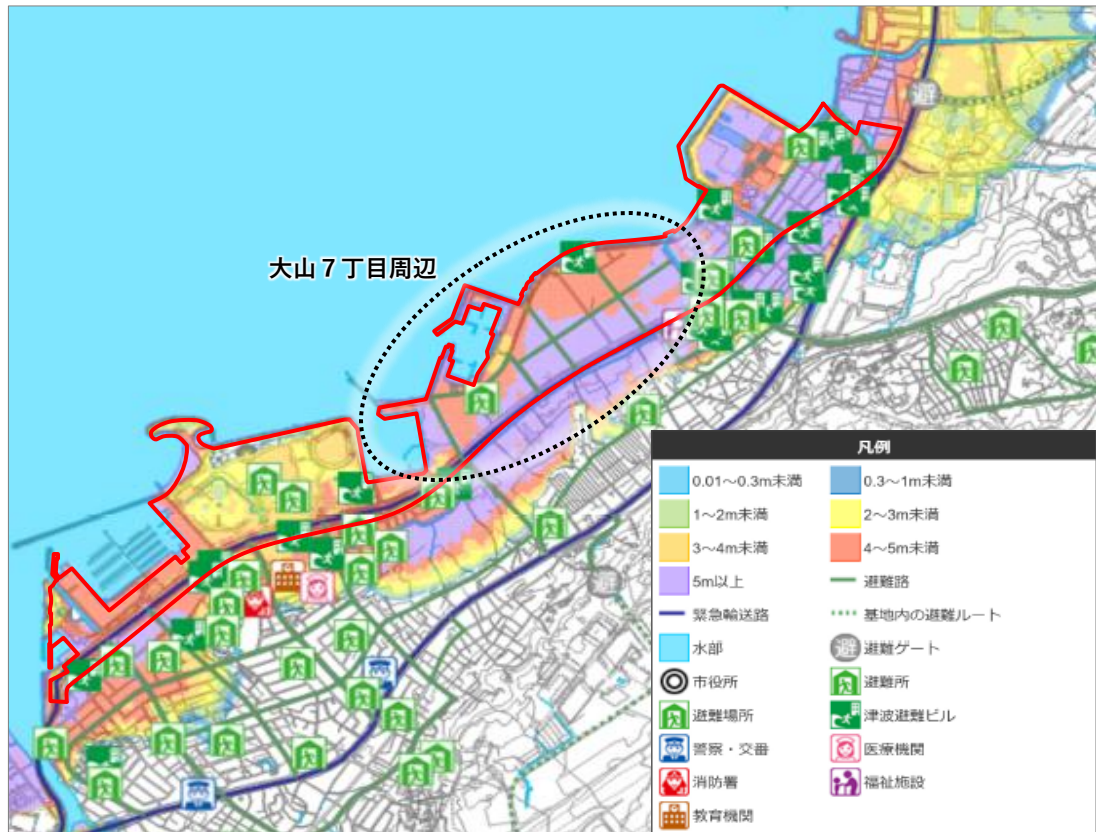 避
大山７丁目周辺
避
凡例
0.01～0.3m未満
0.3～1m未満
1～2m未満
2～3m未満
3～4m未満
4～5m未満
5m以上
避難路
緊急輸送路
基地内の避難ルート
水部
避 避難ゲート
市役所
避難所
避難場所
津波避難ビル
警察・交番
医療機関
消防署
福祉施設
教育機関